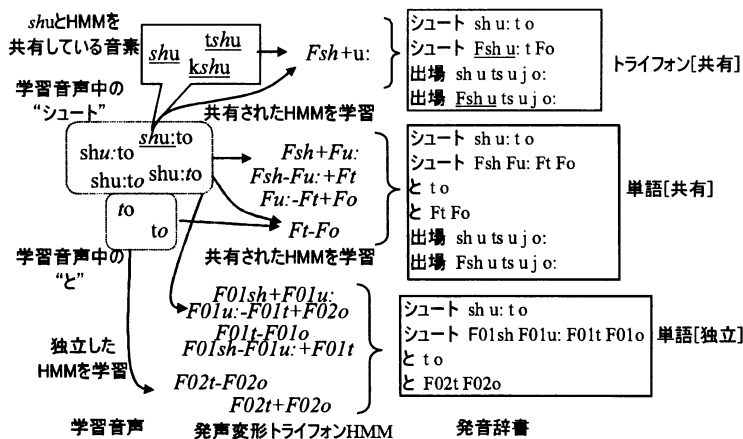 shuとHMMを
共有している音素
shu
tshu
kshu
Fsh+u:
シュート sh u: t o
シュート Fsh u: t Fo
出場 sh u ts u j o:
出場 Fsh u ts u j o:
トライフォン[共有]
学習音声中の
“シュート”
共有されたHMMを学習
shu:to
shu:to
shu:to
shu:to
Fsh+Fu:
Fsh-Fu:+Ft
Fu:-Ft+Fo
Ft-Fo
シュート sh u: t o
シュート Fsh Fu: Ft Fo
と t o
と Ft Fo
出場 sh u ts u j o:
出場 Fsh u ts u j o:
単語[共有]
to
to
学習音声中の
“と”
共有されたHMMを学習
F01sh+F01u:
F01u:-F01t+F02o
F01t-F01o
F01sh-F01u:+F01t
F02t-F02o
F02t+F02o
シュート sh u: t o
シュート F01sh F01u: F01t F01o
と t o
と F02t F02o
単語[独立]
独立した
HMMを学習
学習音声
発声変形トライフォンHMM
発音辞書